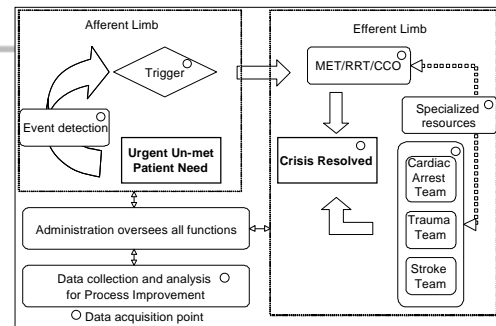 Afferent Limb
Trigger
Event detection
Urgent Un-met
Patient Need
Efferent Limb
MET/RRT/CCO
Specialized
resources
Crisis Resolved
Cardiac
Arrest
Team
Trauma
Team
Stroke
Team
Administration oversees all functions
Data collection and analysis
for Process Improvement
Data acquisition point